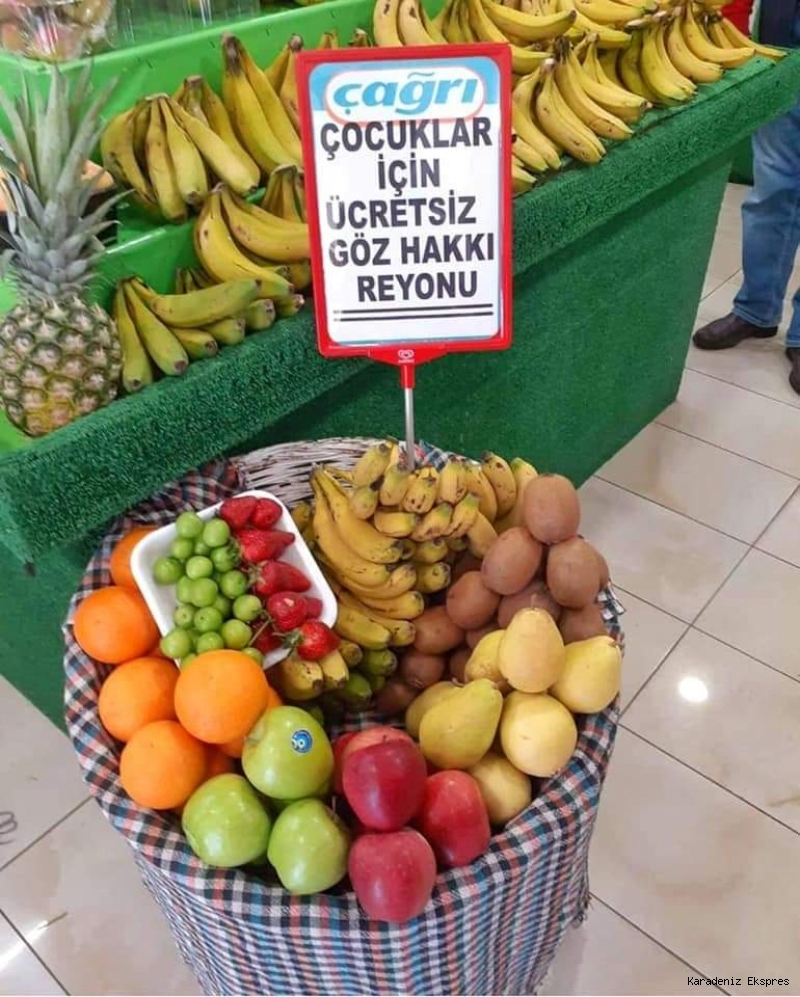 çağrı
ÇOCUKLAR
İÇİN
ÜCRETSİZ
GÖZ HAKKI
REYONU
Karadeniz Ekspres